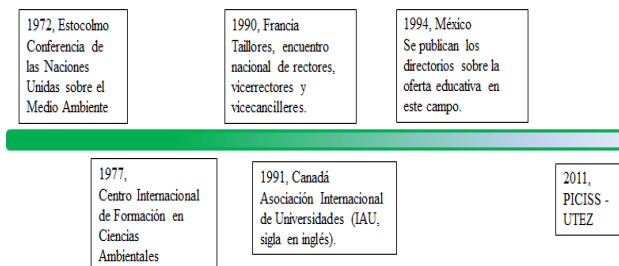 1972, Estocolmo
Conferencia de
las Naciones
Unidas sobre el
Medio Ambiente
1977,
Centro Internacional
de Formación en
Ciencias
Ambientales
1990, Francia
Taillores, encuentro
nacional de rectores,
vicerrectores y
vicecancilleres.
1991, Canadá
Asociación Internacional
de Universidades (IAU,
sigla en inglés).
1994, México
Se publican los
directorios sobre la
oferta educativa en
este campo.
2011,
PICISS -
UTEZ